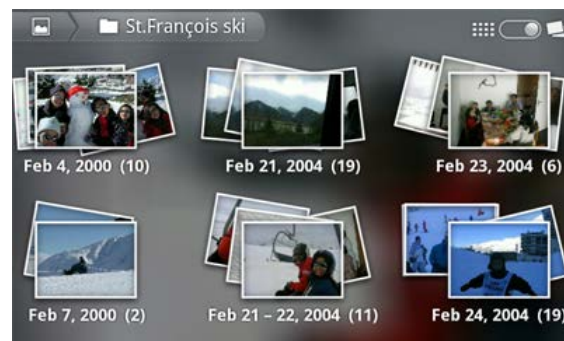 St.François ski
Feb 4, 2000 (10)
Feb 21, 2004 (19)
Feb 23, 2004 (6)
Feb 7, 2000 (2)
Feb 21 – 22, 2004 (11)
Feb 24, 2004 (19)